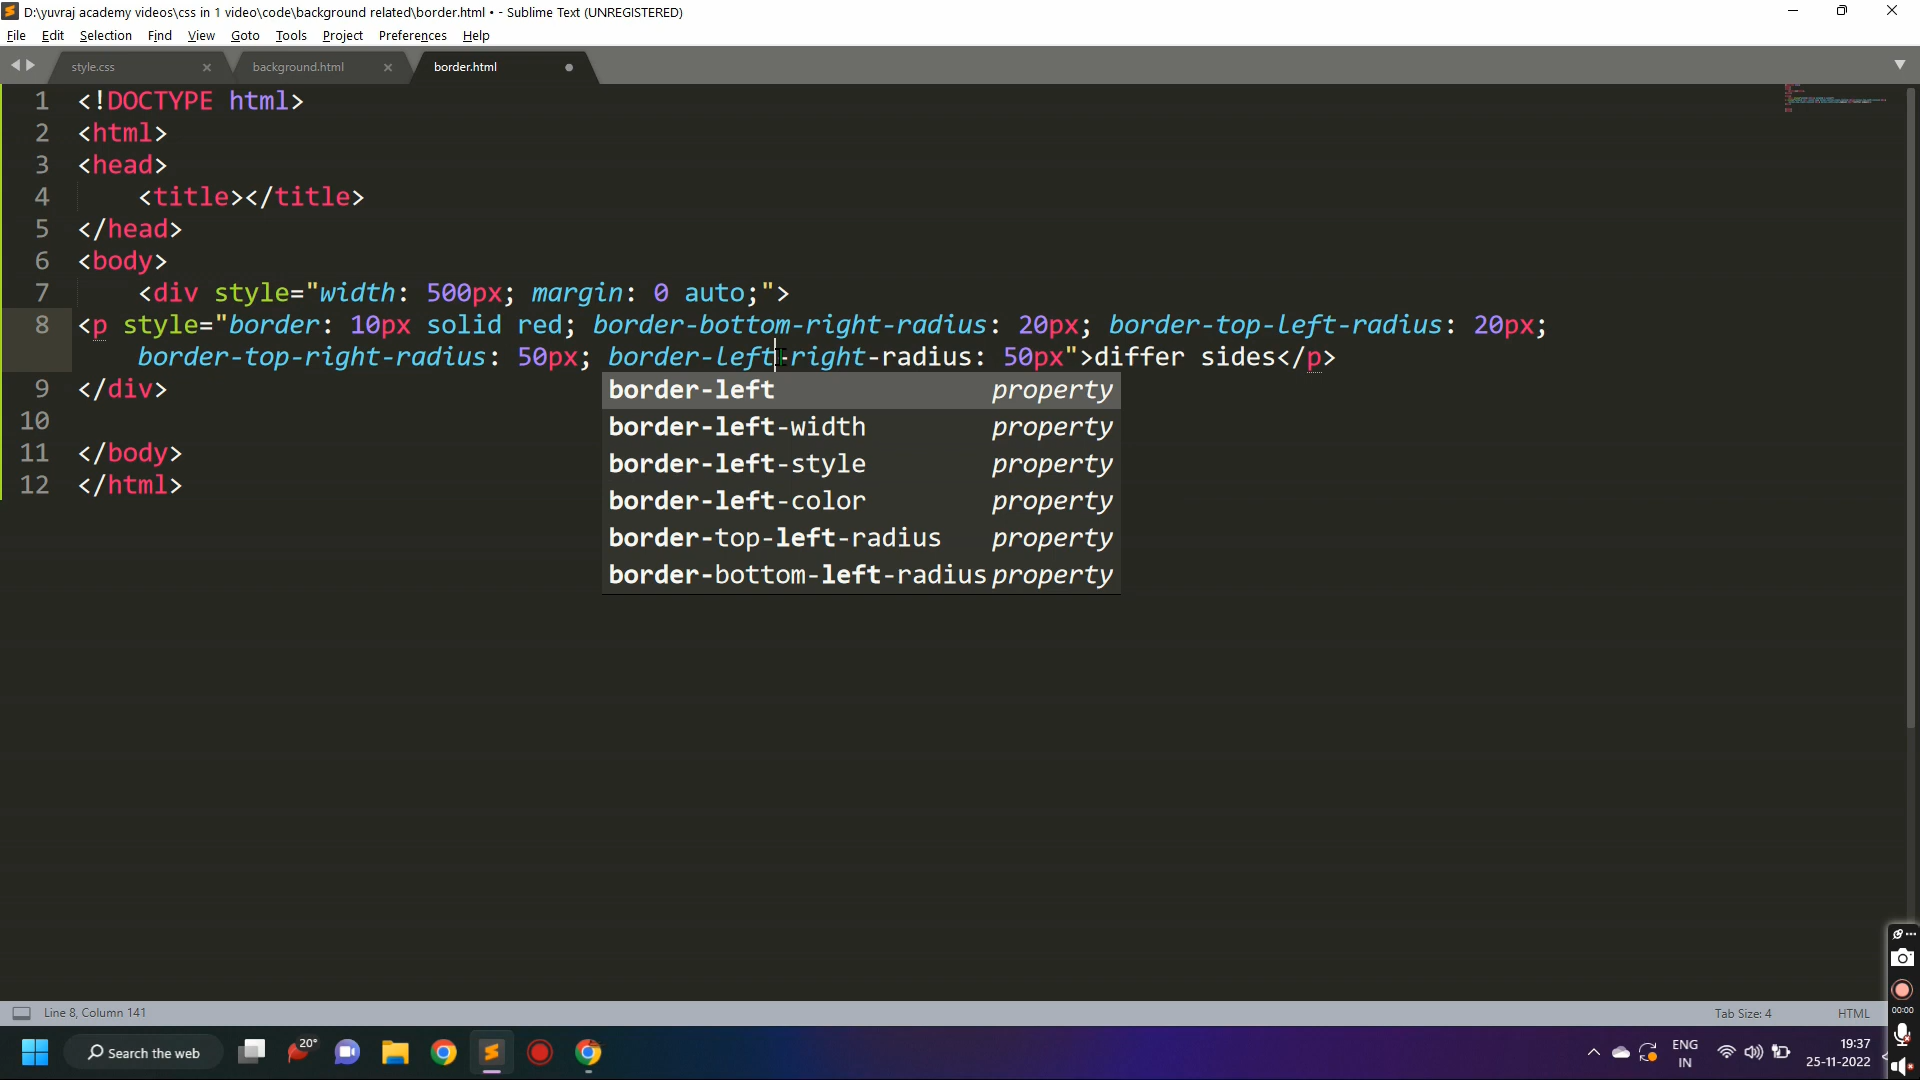 D:\yuvraj academy videos\css in 1 video\code\background related\border.html • - Sublime Text (UNREGISTERED)
File Edit Selection Find View Goto Tools Project Preferences Help
style.css background.html border.html
1 <!DOCTYPE html>
2 <html>
3 <head>
4 <title></title>
5 </head>
6 <body>
7 <div style="width: 500px; margin: 0 auto;">
8 <p style="border: 10px solid red; border-bottom-right-radius: 20px; border-top-left-radius: 20px;
border-top-right-radius: 50px; border-left-right-radius: 50px">differ sides</p>
9 </div>
border-left property
10
border-left-width property
11 </body>
border-left-style property
12 </html>
border-left-color property
border-top-left-radius property
border-bottom-left-radius property
00:00
Line 8, Column 141 Tab Size: 4 HTML
Search the web 20° ENG IN 19:37
25-11-2022